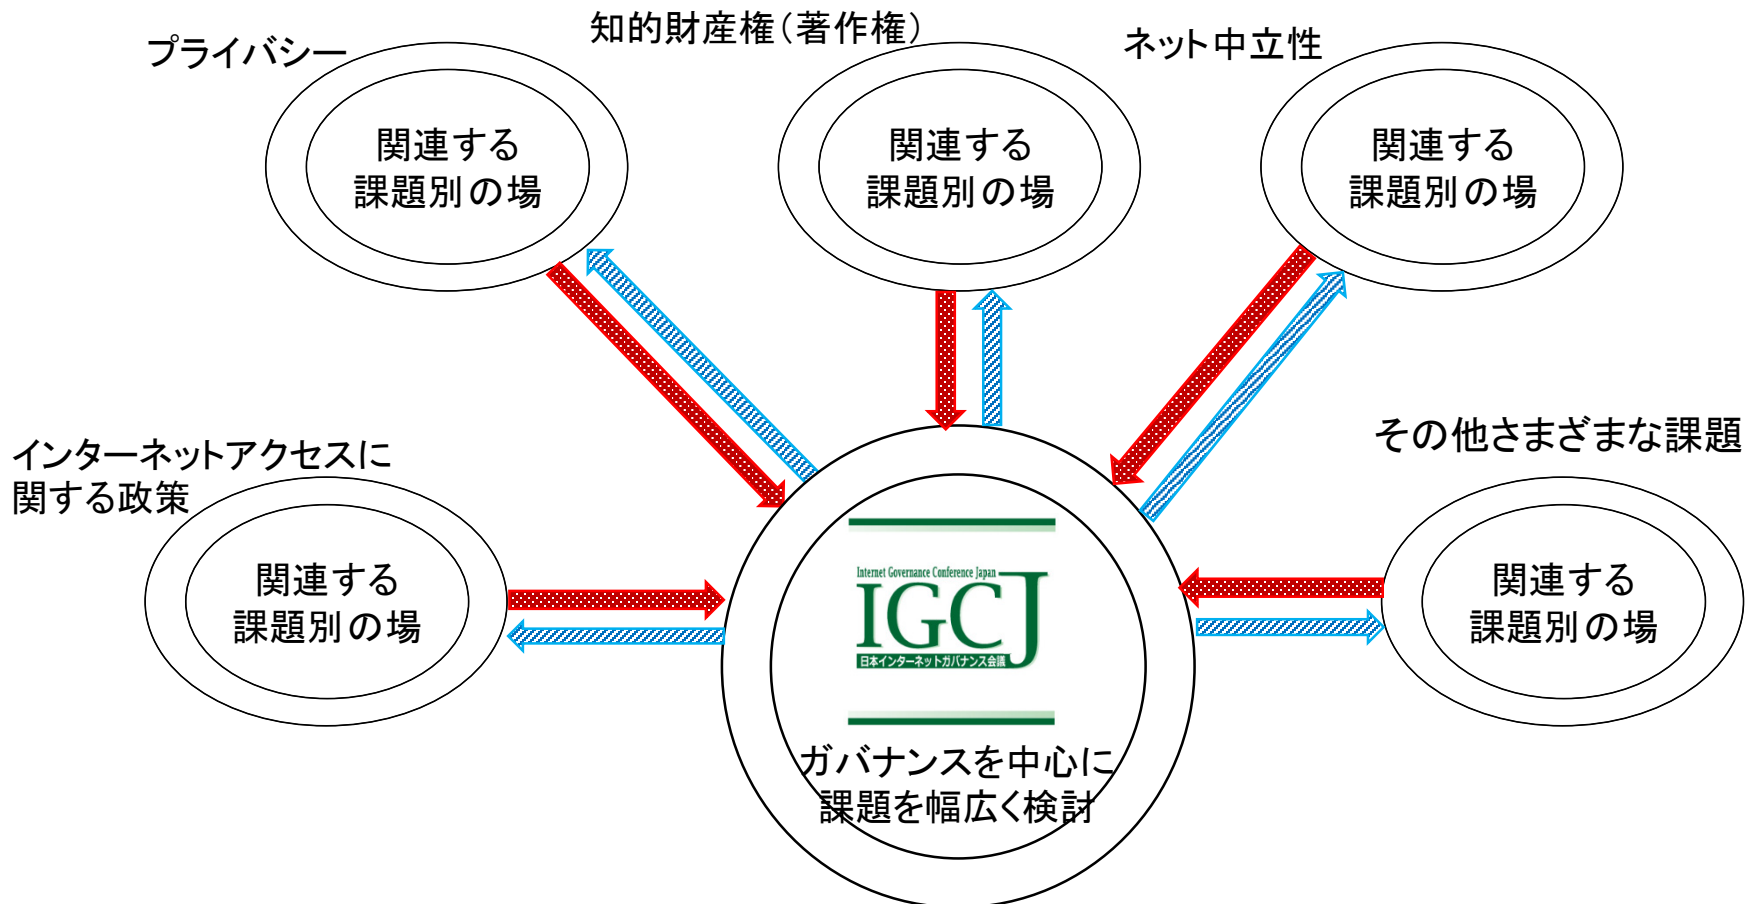 プライバシー
知的財産権(著作権)
ネット中立性
関連する
課題別の場
関連する
課題別の場
関連する
課題別の場
インターネットアクセスに
関する政策
その他さまざまな課題
関連する
課題別の場
関連する
課題別の場
Internet Governance Conference Japan
IGCJ
日本インターネットガバナンス会議
ガバナンスを中心に
課題を幅広く検討